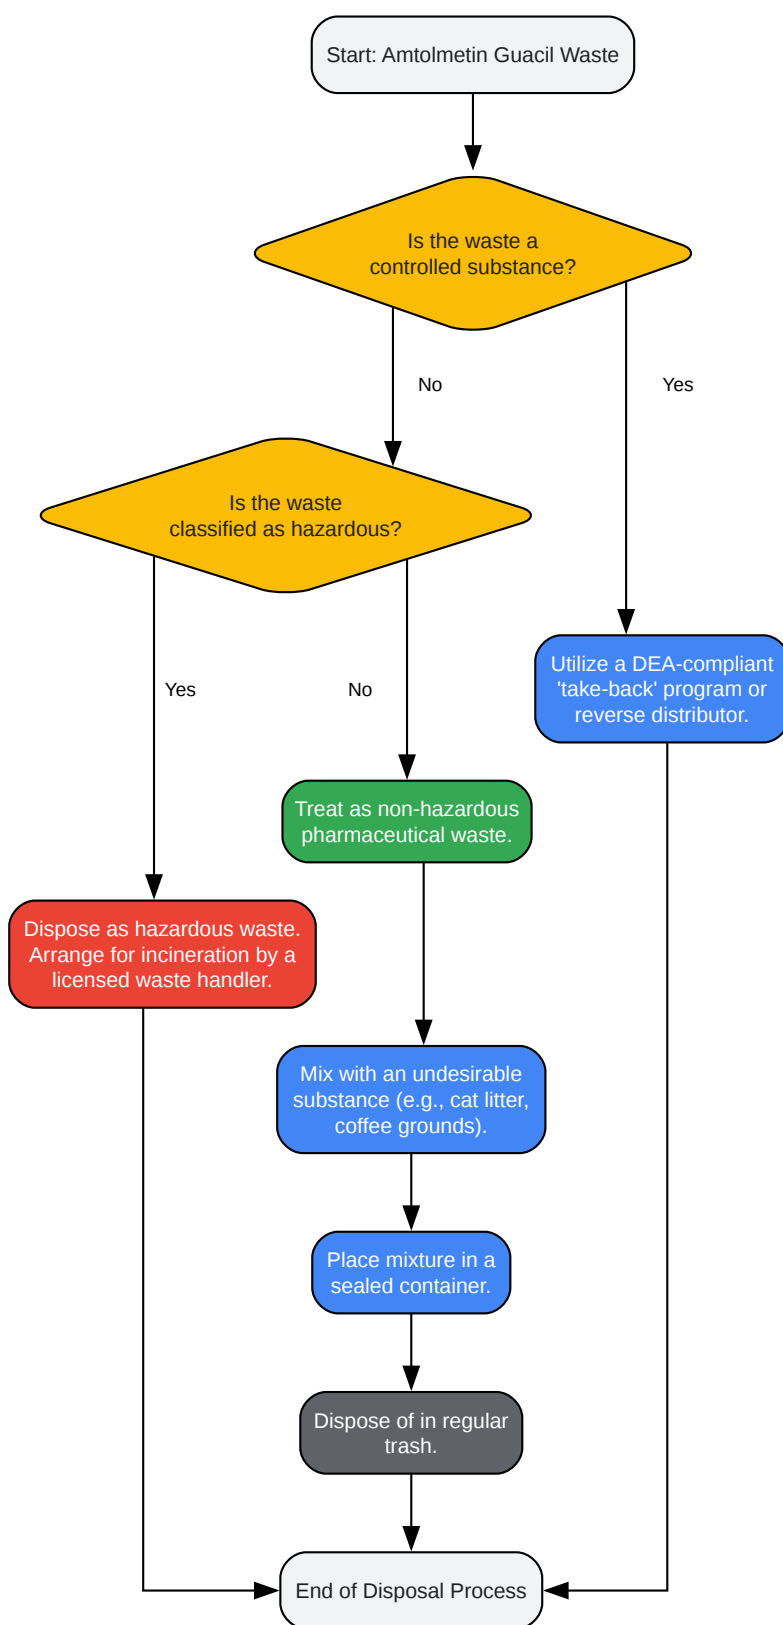 Start: Amtolmetin Guacil Waste
Is the waste a
controlled substance?
No
Yes
Is the waste
classified as hazardous?
Yes
No
Utilize a DEA-compliant
'take-back' program or
reverse distributor.
Treat as non-hazardous
pharmaceutical waste.
Dispose as hazardous waste.
Arrange for incineration by a
licensed waste handler.
Mix with an undesirable
substance (e.g., cat litter,
coffee grounds).
Place mixture in a
sealed container.
Dispose of in regular
trash.
End of Disposal Process